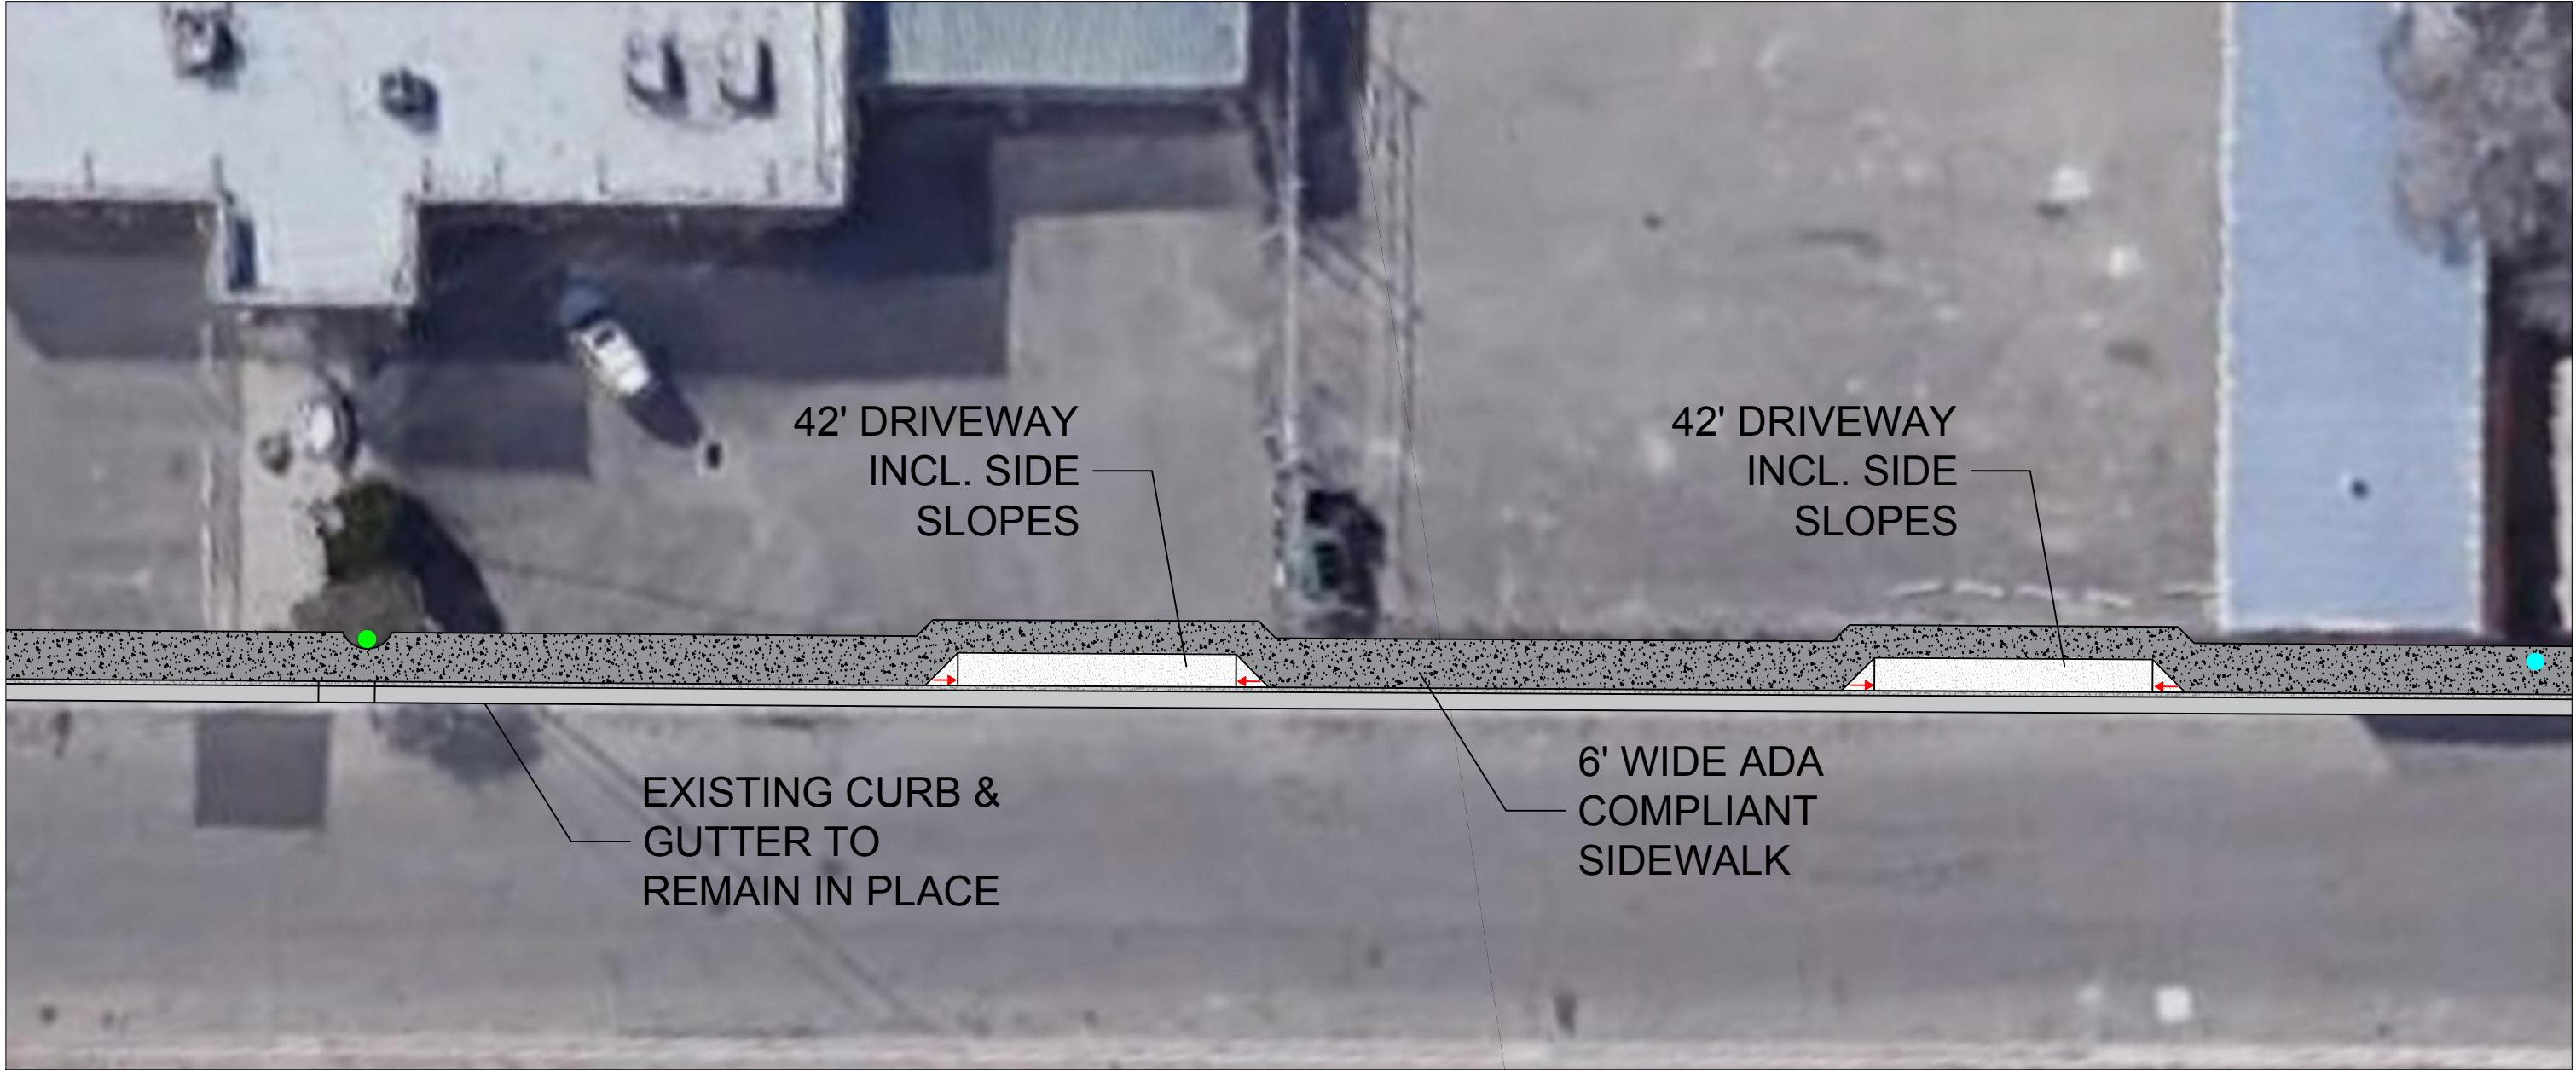 42' DRIVEWAY
INCL. SIDE
SLOPES
42' DRIVEWAY
INCL. SIDE
SLOPES
EXISTING CURB &
GUTTER TO
REMAIN IN PLACE
6' WIDE ADA
COMPLIANT
SIDEWALK